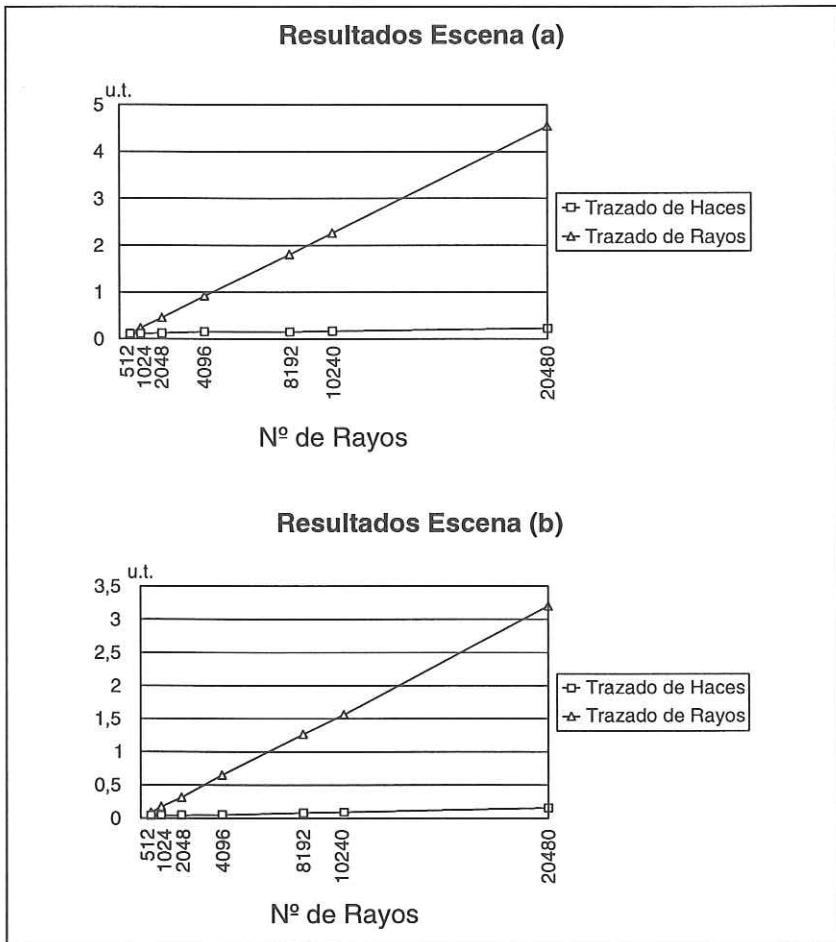 Resultados Escena (a)
u.t.
5
4
3
2
1
0
512
1024
2048
4096
8192
10240
20480
Nº de Rayos
Trazado de Haces
Trazado de Rayos
Resultados Escena (b)
u.t.
3,5
3
2,5
2
1,5
1
0,5
0
512
1024
2048
4096
8192
10240
20480
Nº de Rayos
Trazado de Haces
Trazado de Rayos